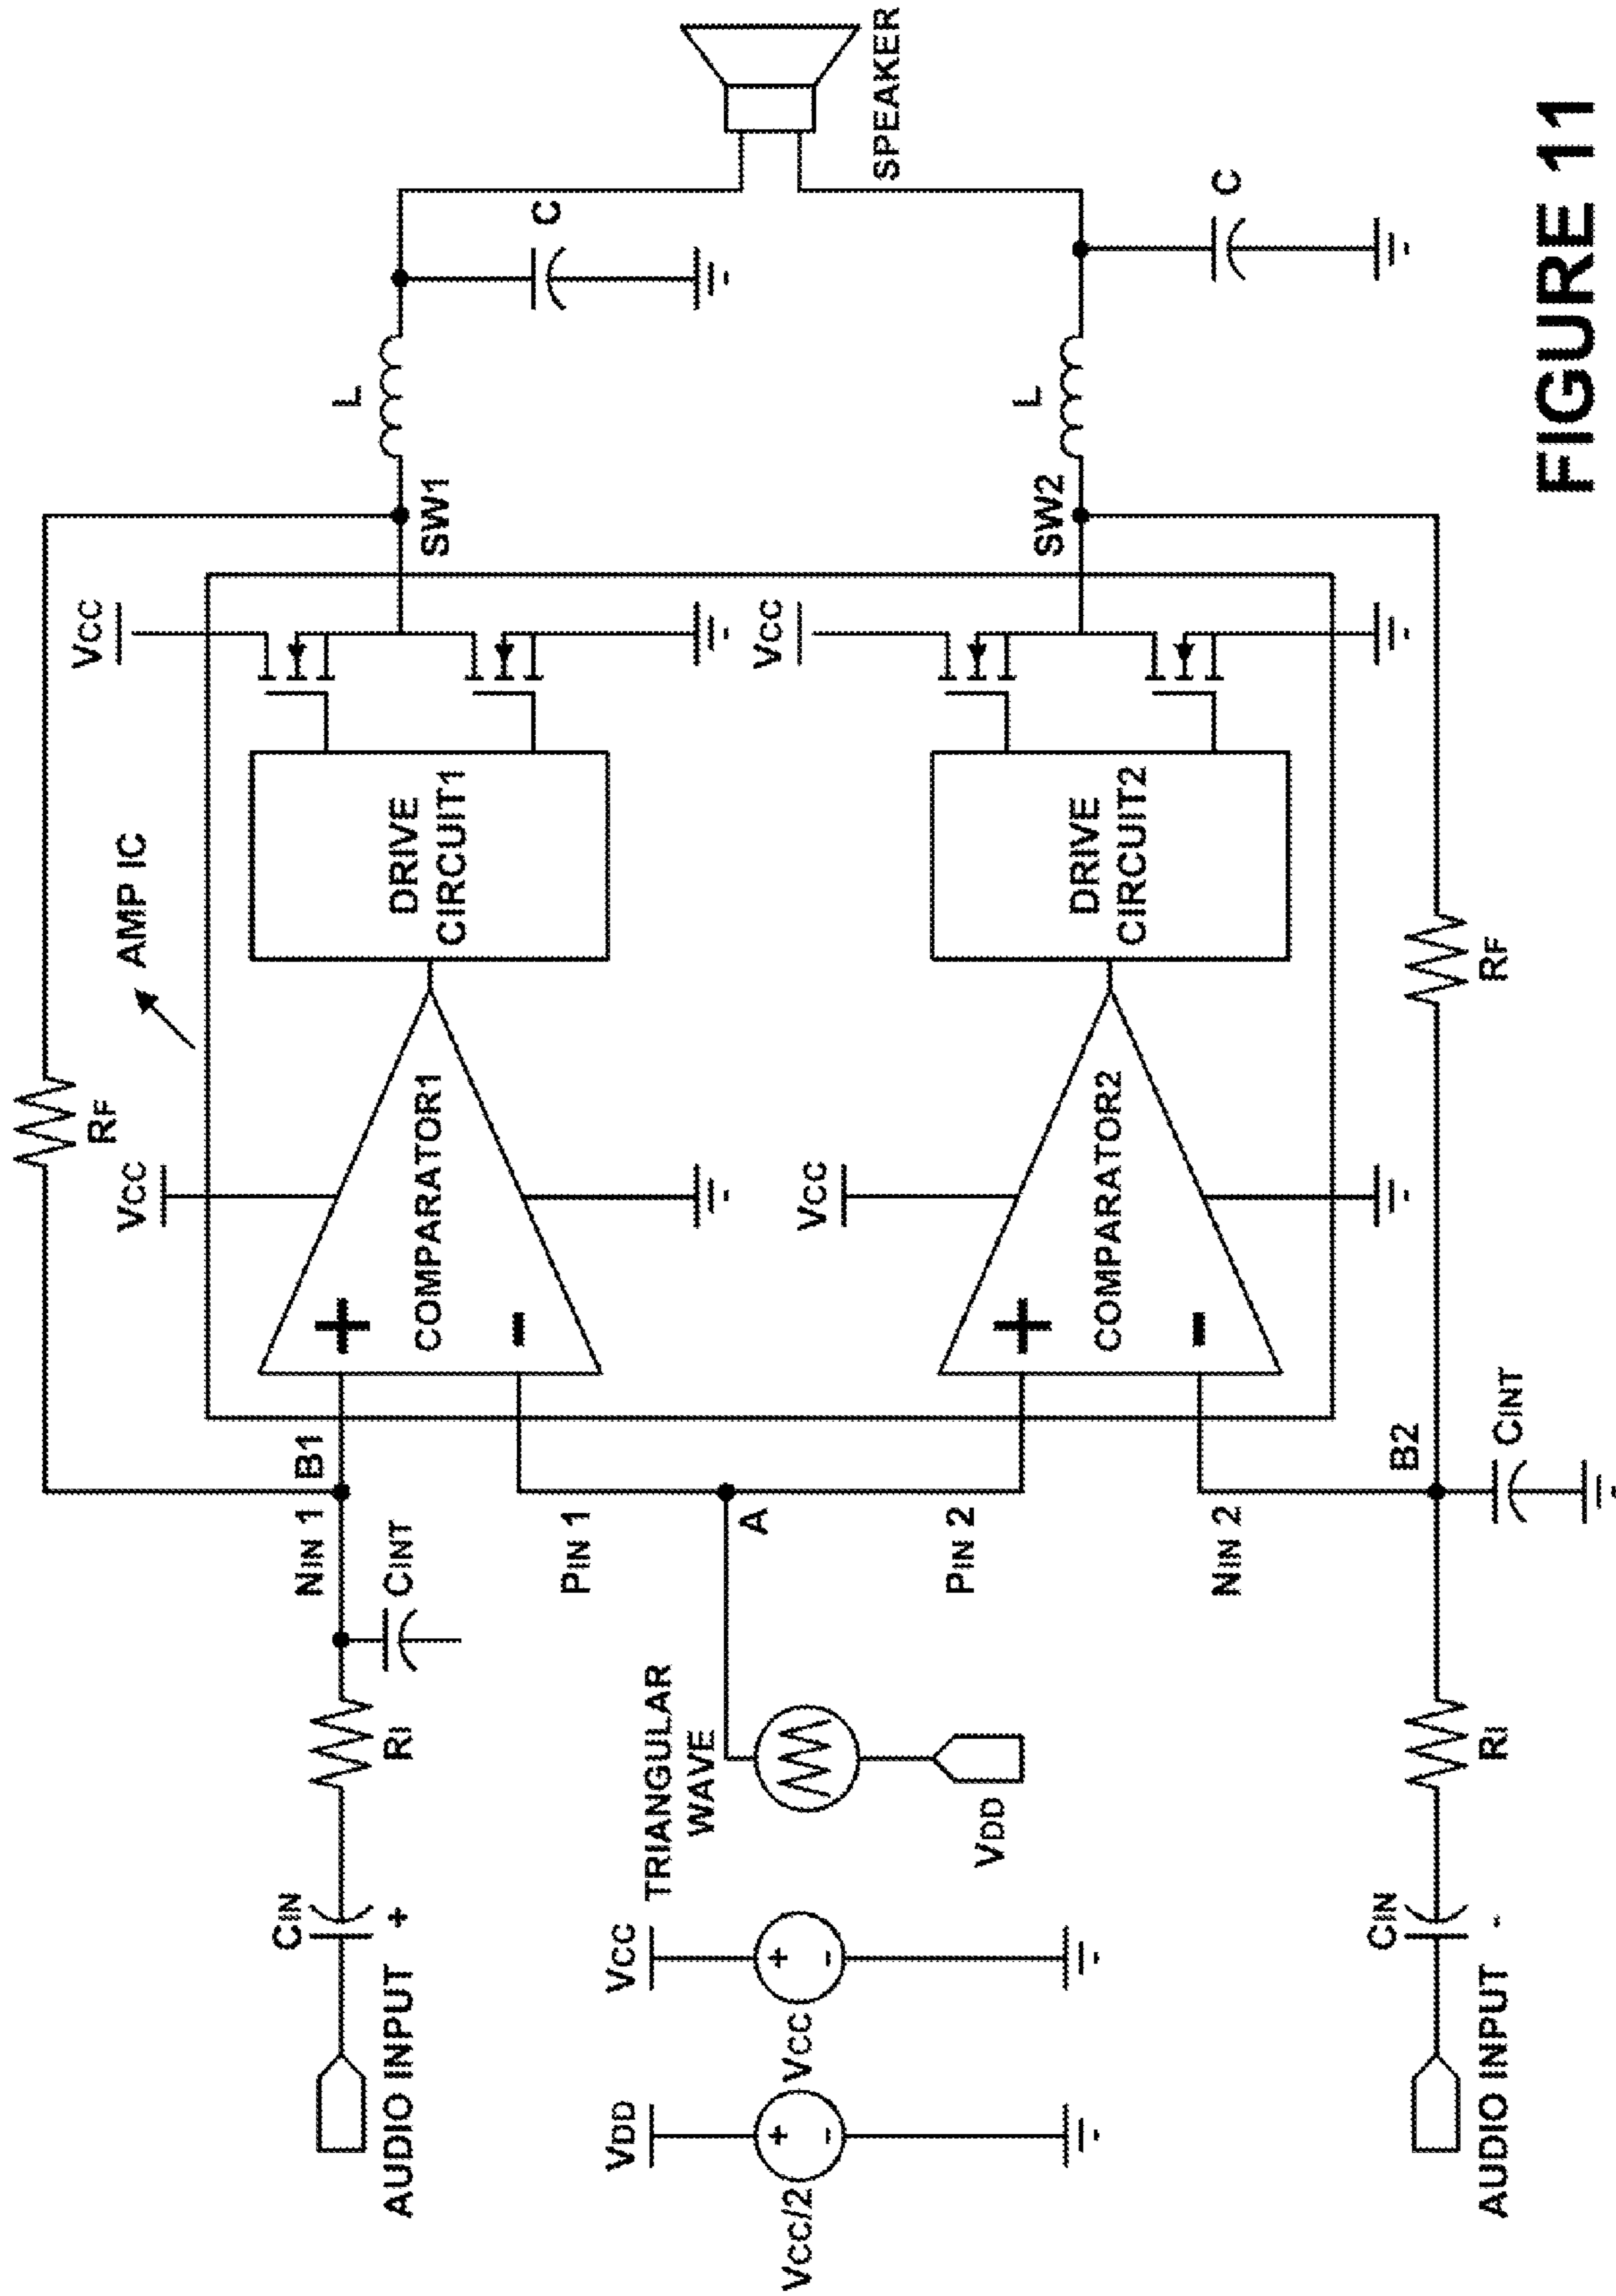 RF
AMP IC
VCC
VCC
SW1
L
C
SPEAKER
AUDIO INPUT +
CIN
RI
CINT
NIN 1
B1
+
-
COMPARATOR1
DRIVE
CIRCUIT1
PIN 1
A
TRIANGULAR
WAVE
VDD
VDD
VCC/2
+
-
VCC
VCC
+
-
PIN 2
NIN 2
VCC
VCC
+
-
COMPARATOR2
DRIVE
CIRCUIT2
SW2
L
C
AUDIO INPUT -
CIN
RI
B2
CINT
RF
FIGURE 11